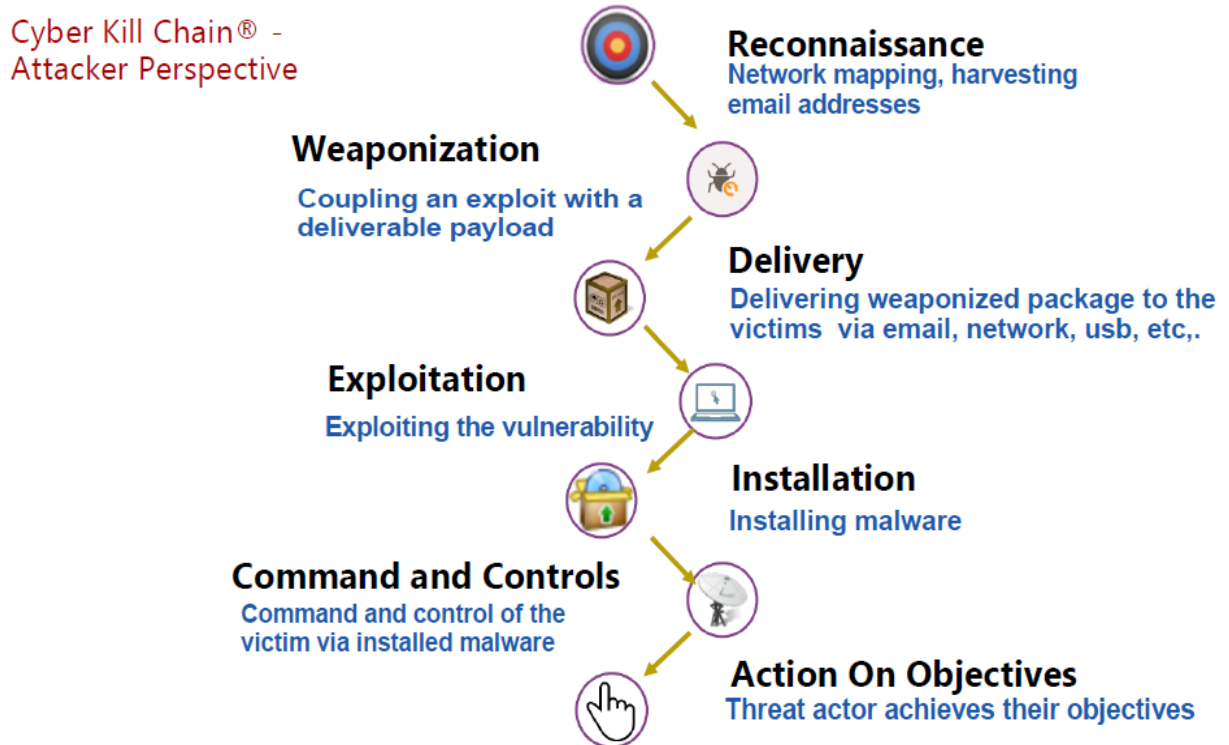 Cyber Kill Chain® -
Attacker Perspective
Reconnaissance
Network mapping, harvesting
email addresses
Weaponization
Coupling an exploit with a
deliverable payload
Delivery
Delivering weaponized package to the
victims via email, network, usb, etc,.
Exploitation
Exploiting the vulnerability
Installation
Installing malware
Command and Controls
Command and control of the
victim via installed malware
Action On Objectives
Threat actor achieves their objectives